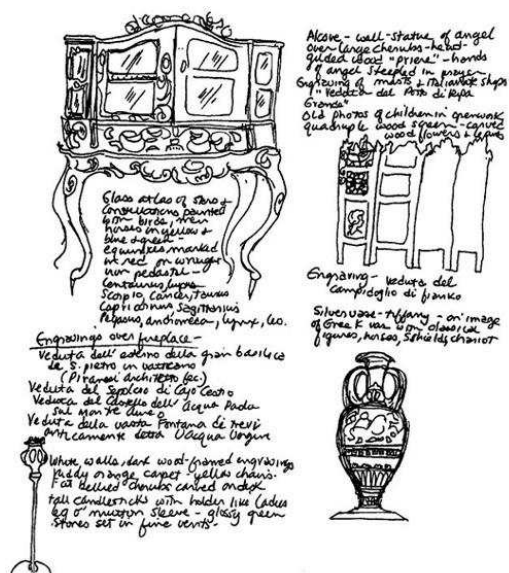 Alcove - wall-statue of angel
over large cherubs-head-
gilded wood "priere" - hands
of angel steepled in prayer
Engraving of masts + Italianate ships
"Veduta del Porto di Ripa
Grande"
Old photos of children in openwork
quadruple wood screen - carved
wood flowers +
Glass atlas of stars +
constellations painted
with birds, men
horses in yellow +
blue + green -
equinoxes marked
in red on wrought
iron pedestal -
Centaurus, Lupus
Scorpio, Cancer, Taurus
Capricornus Sagittarius
Pegasus, andromeda, Lynx, Leo.
Engraving - veduta del
campidoglio di fianko
Silver vase - tiffany - on image
of Greek vase with classical
figures, horses, shields chariot
Engravings over fireplace -
Veduta dell' esterno della gran basilica
de S. pietro in vaticano
(Piranesi architetto fec.)
Veduta del Sepolcro di Cajo Cestio
Veduta del Castello dell' Acqua Paola
sul monte Aureo
Veduta della vasta Fontana di Trevi
anticamente detta l'acqua Vergine
White walls, dark wood-framed engravings
ruddy orange carpet - yellow chairs.
Fat bellied cherubs carved on desk
tall candlesticks with holder like ladies
leg o' mutton sleeve - glossy green
stones set in fine vents -